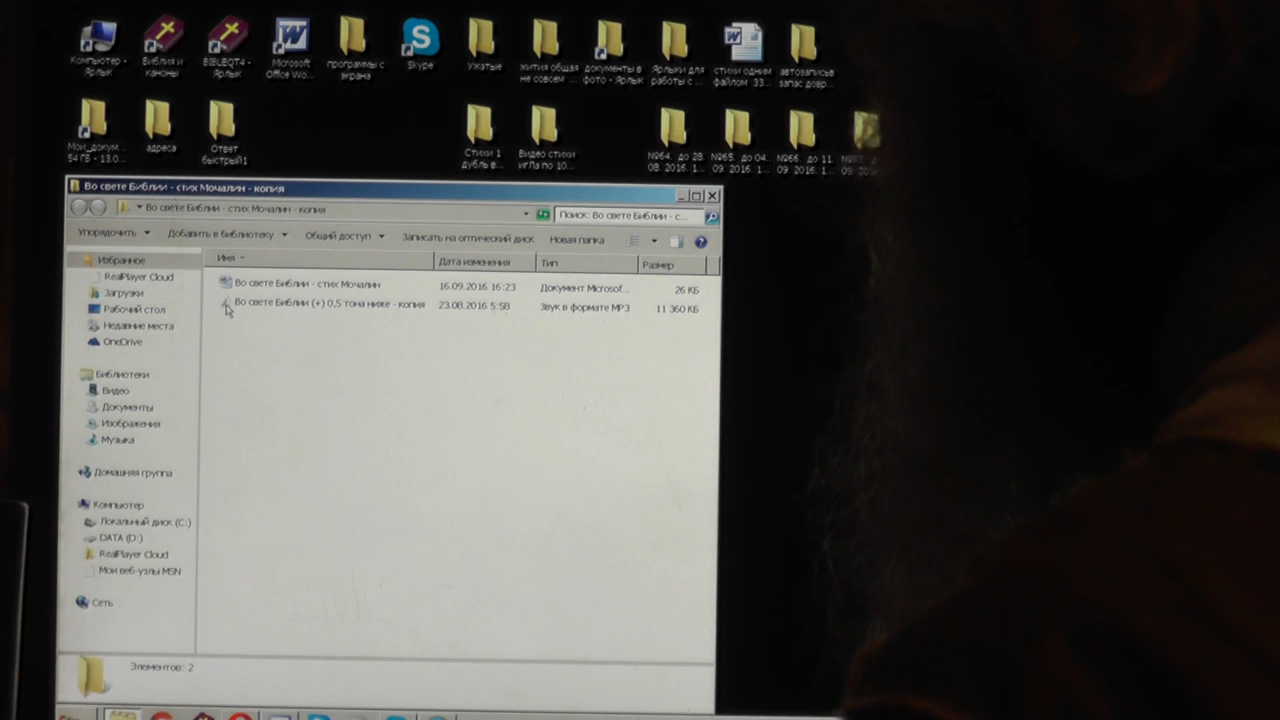 Компьютер - Ярлык
Библия и каноны
BIBLEQT4 - Ярлык
Microsoft Office Wo...
программы с экрана
Skype
Ужатые
жития общая не совсем ...
документы в фото - Ярлык
Ярлыки для работы с ...
стихи одним файлом 33...
автозапись запас довр...
Мои_докум... 54 ГБ - 13.0...
адреса
Ответ быстрый1
Стихи 1 дубль в...
Видео стихи игЛа по 10...
№64. до 28. 08. 2016. 1...
№65. до 04. 09. 2016. 1...
№66. до 11. 09. 2016. 1...
Во свете Библии - стих Мочалин - копия
Во свете Библии - стих Мочалин - копия
Поиск: Во свете Библии - с...
Упорядочить
Добавить в библиотеку
Общий доступ
Записать на оптический диск
Новая папка
Имя
Дата изменения
Тип
Размер
Во свете Библии - стих Мочалин 16.09.2016 16:23 Документ Microsof... 26 КБ
Во свете Библии (+) 0,5 тона ниже - копия 23.08.2016 5:58 Звук в формате MP3 11 360 КБ
Избранное
RealPlayer Cloud
Загрузки
Рабочий стол
Недавние места
OneDrive
Библиотеки
Видео
Документы
Изображения
Музыка
Домашняя группа
Компьютер
Локальный диск (C:)
DATA (D:)
RealPlayer Cloud
Мои веб-узлы MSN
Сеть
Элементов: 2